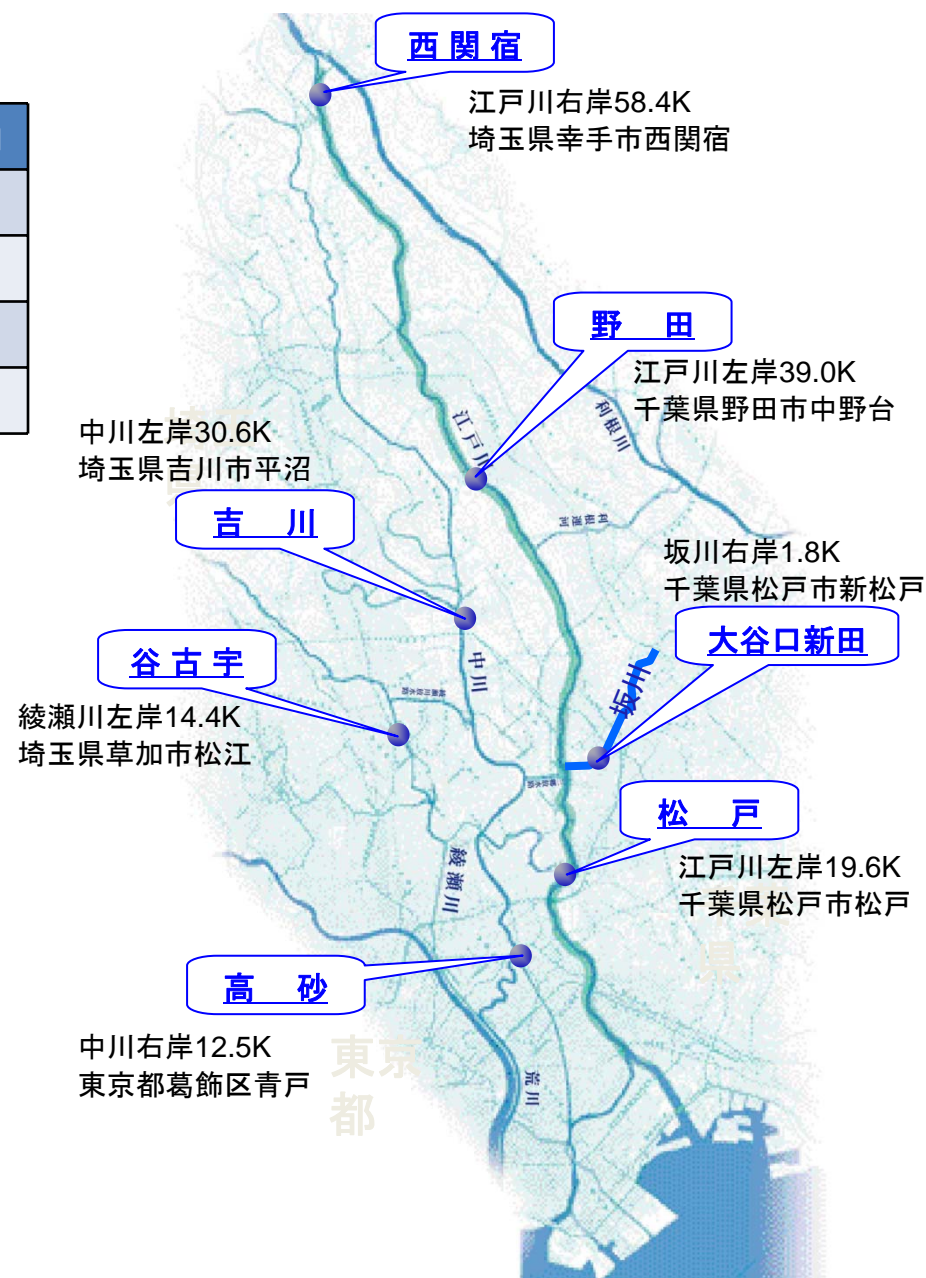 西関宿
江戸川右岸58.4K
埼玉県幸手市西関宿
野　田
江戸川左岸39.0K
千葉県野田市中野台
利根川
江戸川
利根運河
中川左岸30.6K
埼玉県吉川市平沼
吉　川
坂川右岸1.8K
千葉県松戸市新松戸
大谷口新田
坂川
中川
谷古宇
綾瀬川左岸14.4K
埼玉県草加市松江
松　戸
江戸川左岸19.6K
千葉県松戸市松戸
綾瀬川
県
高　砂
中川右岸12.5K
東京都葛飾区青戸
東京
都
荒川